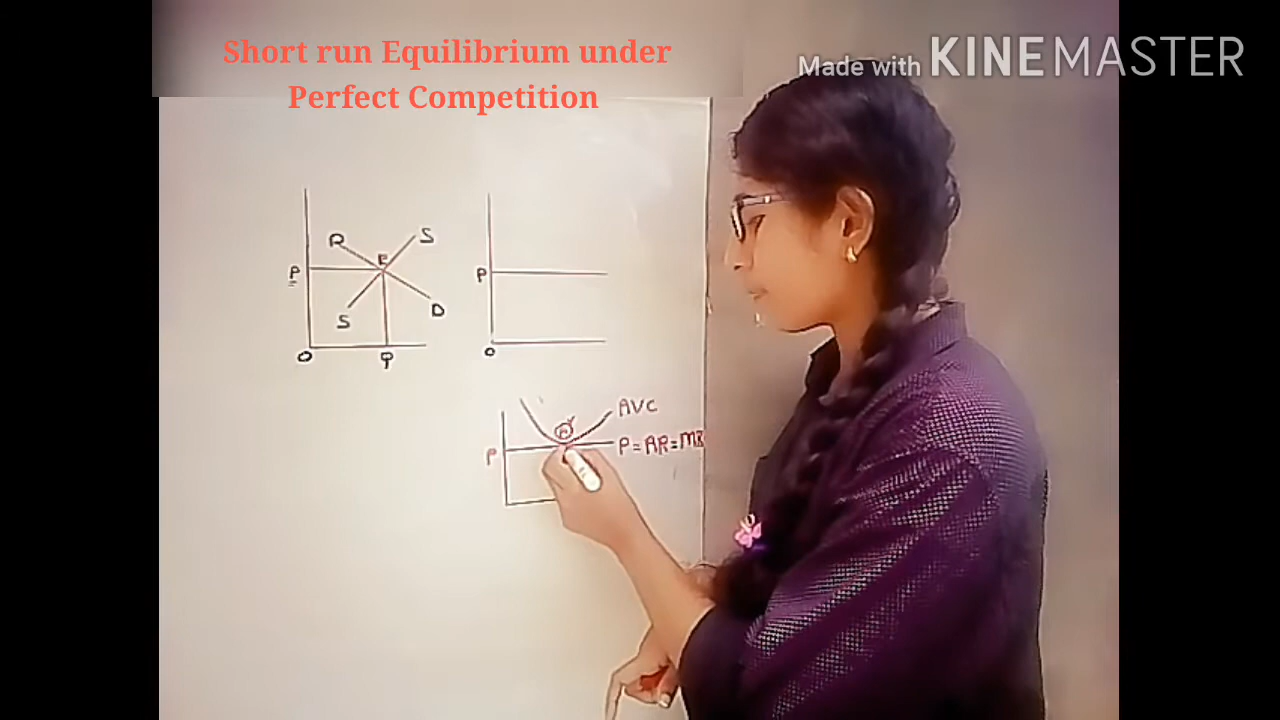 Short run Equilibrium under
Perfect Competition
Made with KINEMASTER
D S
P E
S D
O Q
P
O
AVC
P P=AR=MR